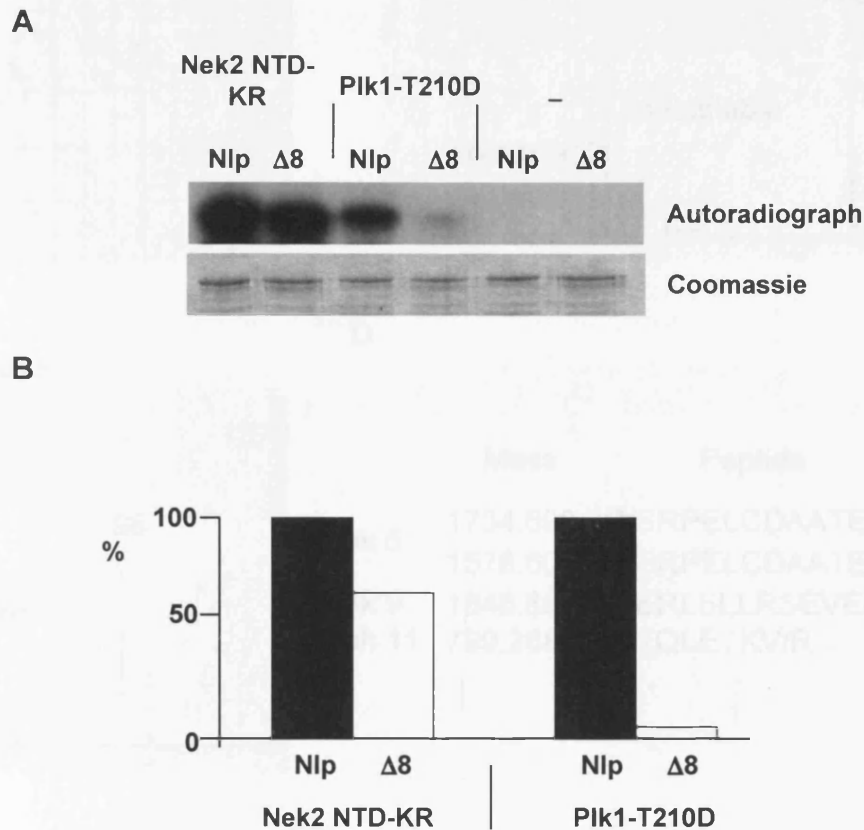 A
Nek2 NTD-
KR
Plk1-T210D
–
Nlp Δ8 Nlp Δ8 Nlp Δ8
Autoradiograph
Coomassie
B
Mass Peptide
100
%
50
0
Nlp Δ8 Nlp Δ8
Nek2 NTD-KR Plk1-T210D